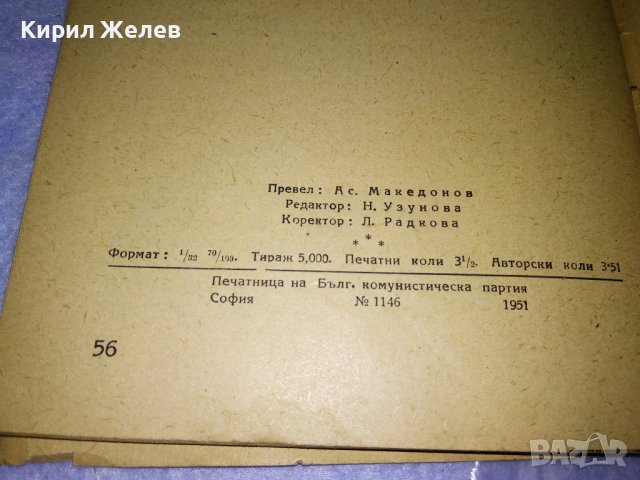 Кирил Желев
Превел: Ас. Македонов
Редактор: Н. Узунова
Коректор: Л. Радкова
* * *
Формат: 1/32 70/100. Тираж 5,000. Печатни коли 3 1/2. Авторски коли 3·51
Печатница на Бълг. комунистическа партия
София № 1146 1951
56
BAZAR